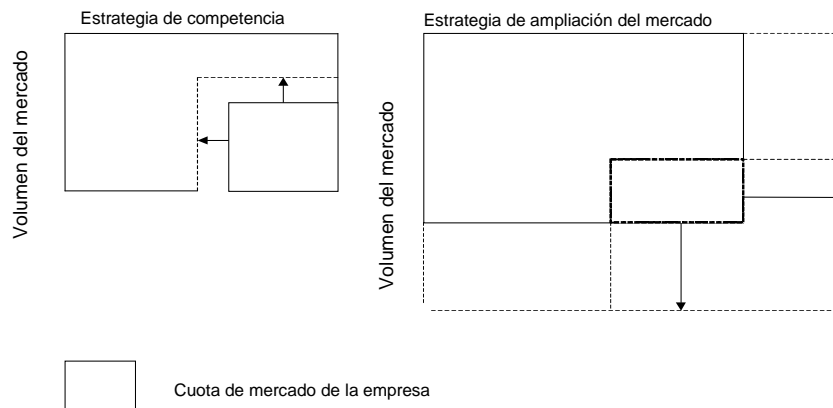 Estrategia de competencia
Estrategia de ampliación del mercado
Volumen del mercado
Volumen del mercado
Cuota de mercado de la empresa